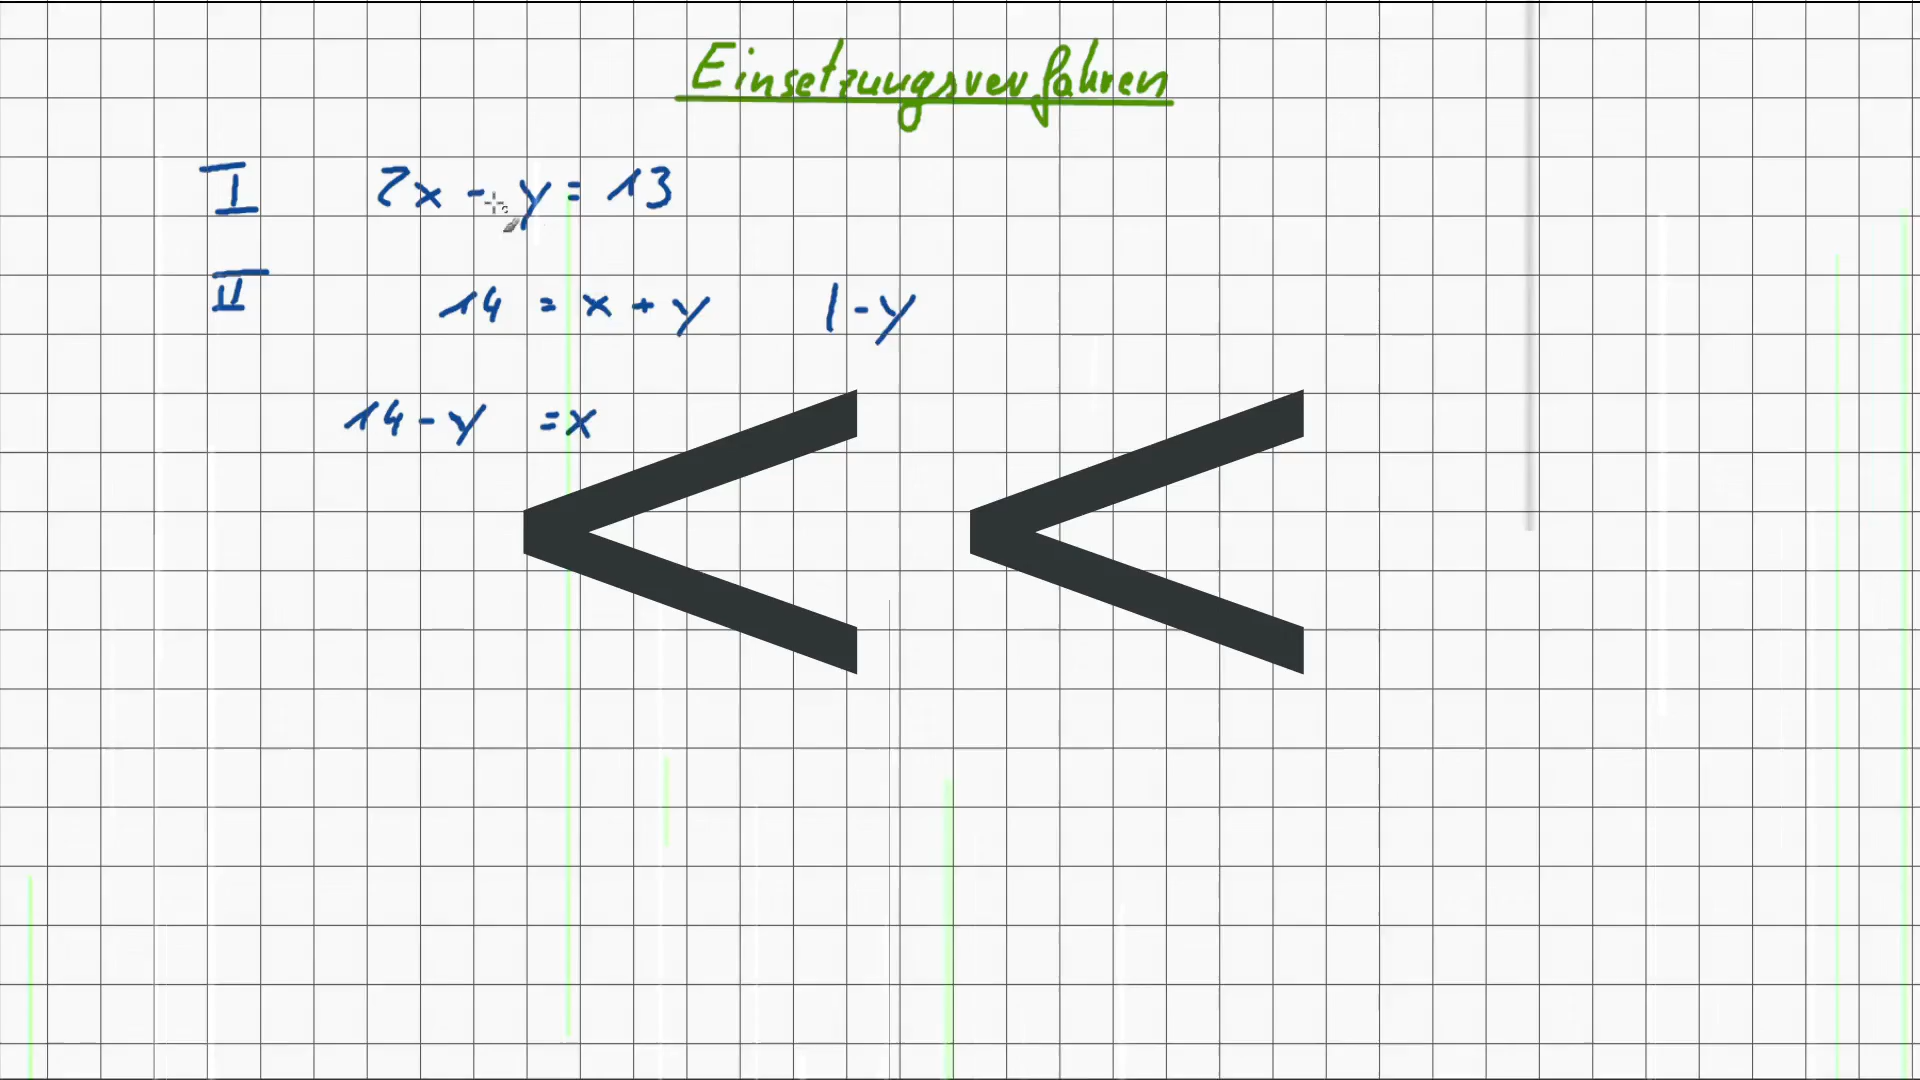 Einsetzungsverfahren
I 2x - y = 13
II 14 = x + y | - y
14 - y = x
< <